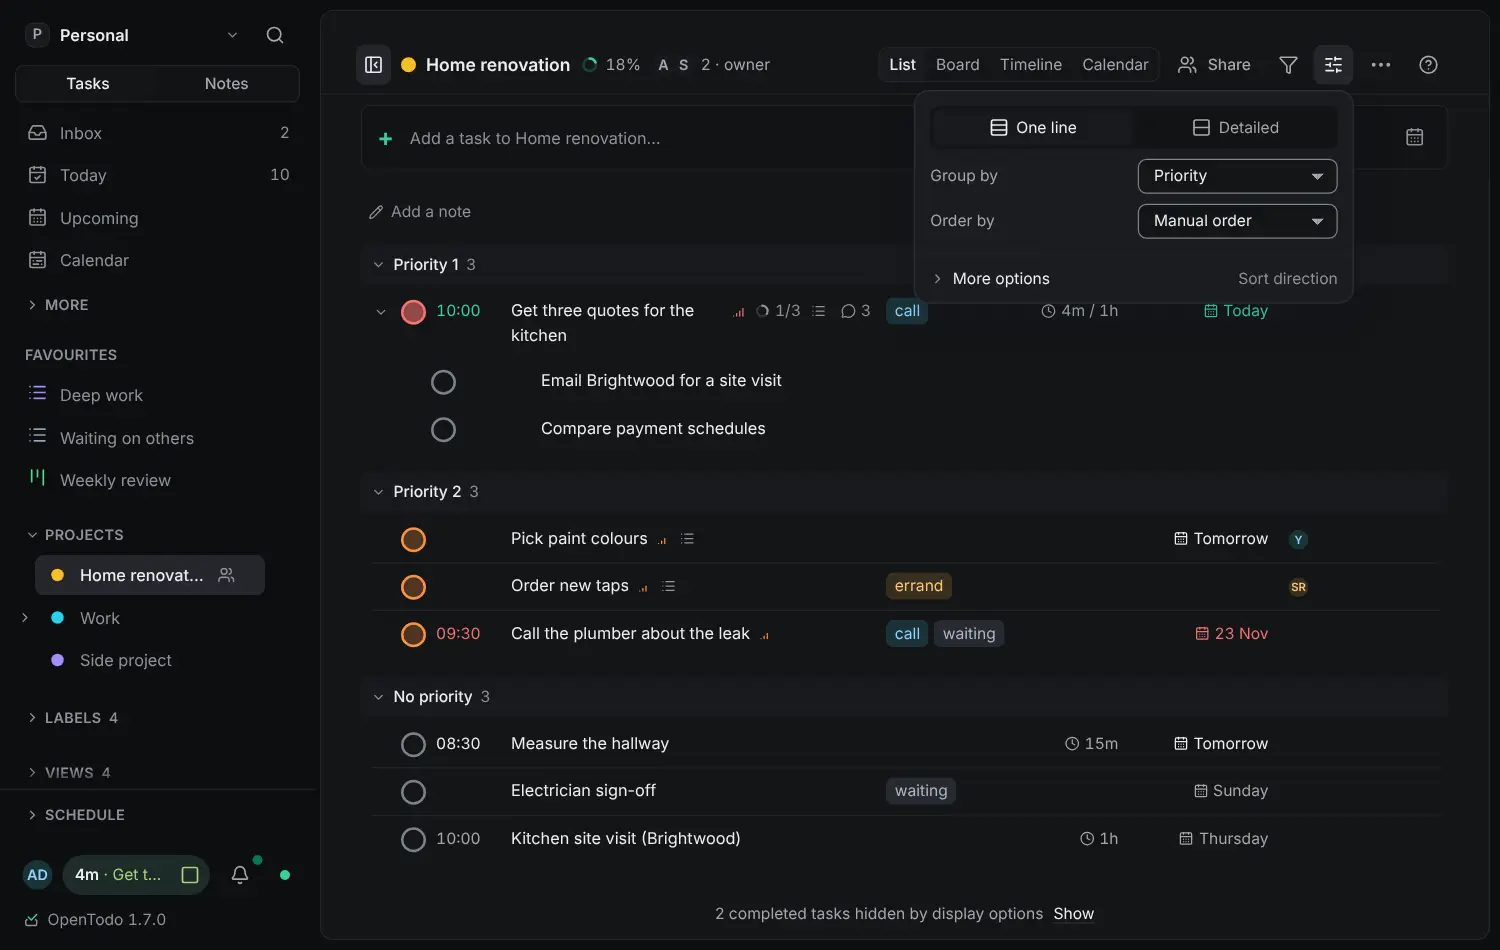 P Personal
Tasks Notes
Inbox 2
Today 10
Upcoming
Calendar
MORE
FAVOURITES
Deep work
Waiting on others
Weekly review
PROJECTS
Home renovat...
Work
Side project
LABELS 4
VIEWS 4
SCHEDULE
AD 4m · Get t...
OpenTodo 1.7.0
Home renovation 18% A S 2 · owner
List Board Timeline Calendar Share
Add a task to Home renovation...
One line Detailed
Group by Priority
Order by Manual order
More options Sort direction
Add a note
Priority 1 3
10:00 Get three quotes for the 1/3 3 call 4m / 1h Today
kitchen
Email Brightwood for a site visit
Compare payment schedules
Priority 2 3
Pick paint colours Tomorrow Y
Order new taps errand SR
09:30 Call the plumber about the leak call waiting 23 Nov
No priority 3
08:30 Measure the hallway 15m Tomorrow
Electrician sign-off waiting Sunday
10:00 Kitchen site visit (Brightwood) 1h Thursday
2 completed tasks hidden by display options Show